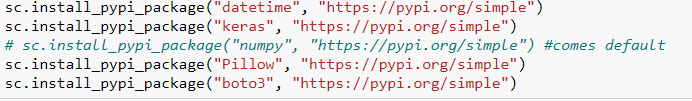 sc.install_pypi_package("datetime", "https://pypi.org/simple")
sc.install_pypi_package("keras", "https://pypi.org/simple")
# sc.install_pypi_package("numpy", "https://pypi.org/simple") #comes default
sc.install_pypi_package("Pillow", "https://pypi.org/simple")
sc.install_pypi_package("boto3", "https://pypi.org/simple")